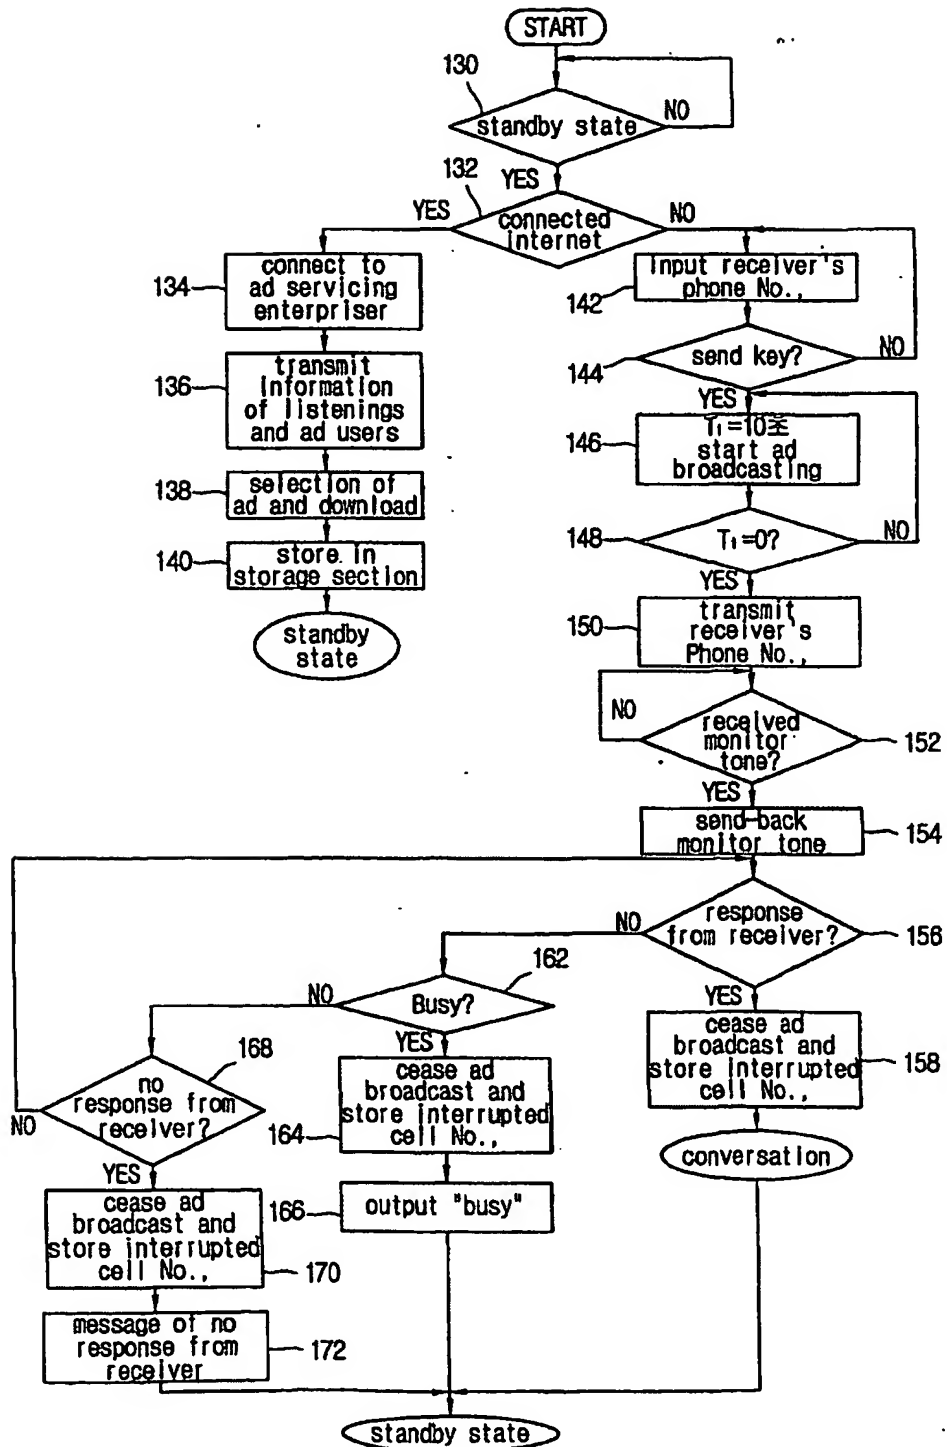 START
130
standby state
NO
YES
132
connected
internet
YES
NO
134
connect to
ad servicing
enterpriser
136
transmit
information
of listenings
and ad users
138
selection of
ad and download
140
store in
storage section
standby
state
142
Input receiver's
phone No.,
144
send key?
NO
YES
146
T₁=10초
start ad
broadcasting
148
T₁=0?
NO
YES
150
transmit
receiver's
Phone No.,
NO
received
monitor
tone?
152
YES
send-back
monitor tone
154
response
from receiver?
156
NO
YES
cease ad
broadcast and
store interrupted
cell No.,
158
conversation
162
Busy?
NO
YES
164
cease ad
broadcast and
store interrupted
cell No.,
166
output "busy"
168
no
response from
receiver?
NO
YES
cease ad
broadcast and
store interrupted
cell No.,
170
message of no
response from
receiver
172
standby state